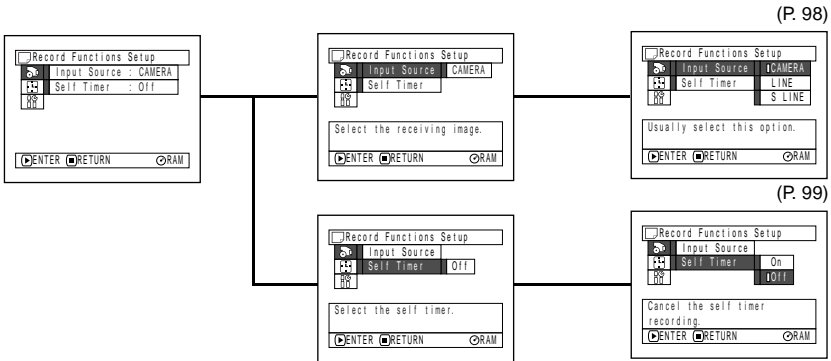 (P. 98)
Record Functions Setup
Input Source : CAMERA
Self Timer : Off
ENTER RETURN RAM
Record Functions Setup
Input Source CAMERA
Self Timer
Select the receiving image.
ENTER RETURN RAM
Record Functions Setup
Input Source CAMERA
Self Timer LINE
S LINE
Usually select this option.
ENTER RETURN RAM
(P. 99)
Record Functions Setup
Input Source
Self Timer Off
Select the self timer.
ENTER RETURN RAM
Record Functions Setup
Input Source
Self Timer On
Off
Cancel the self timer
recording.
ENTER RETURN RAM